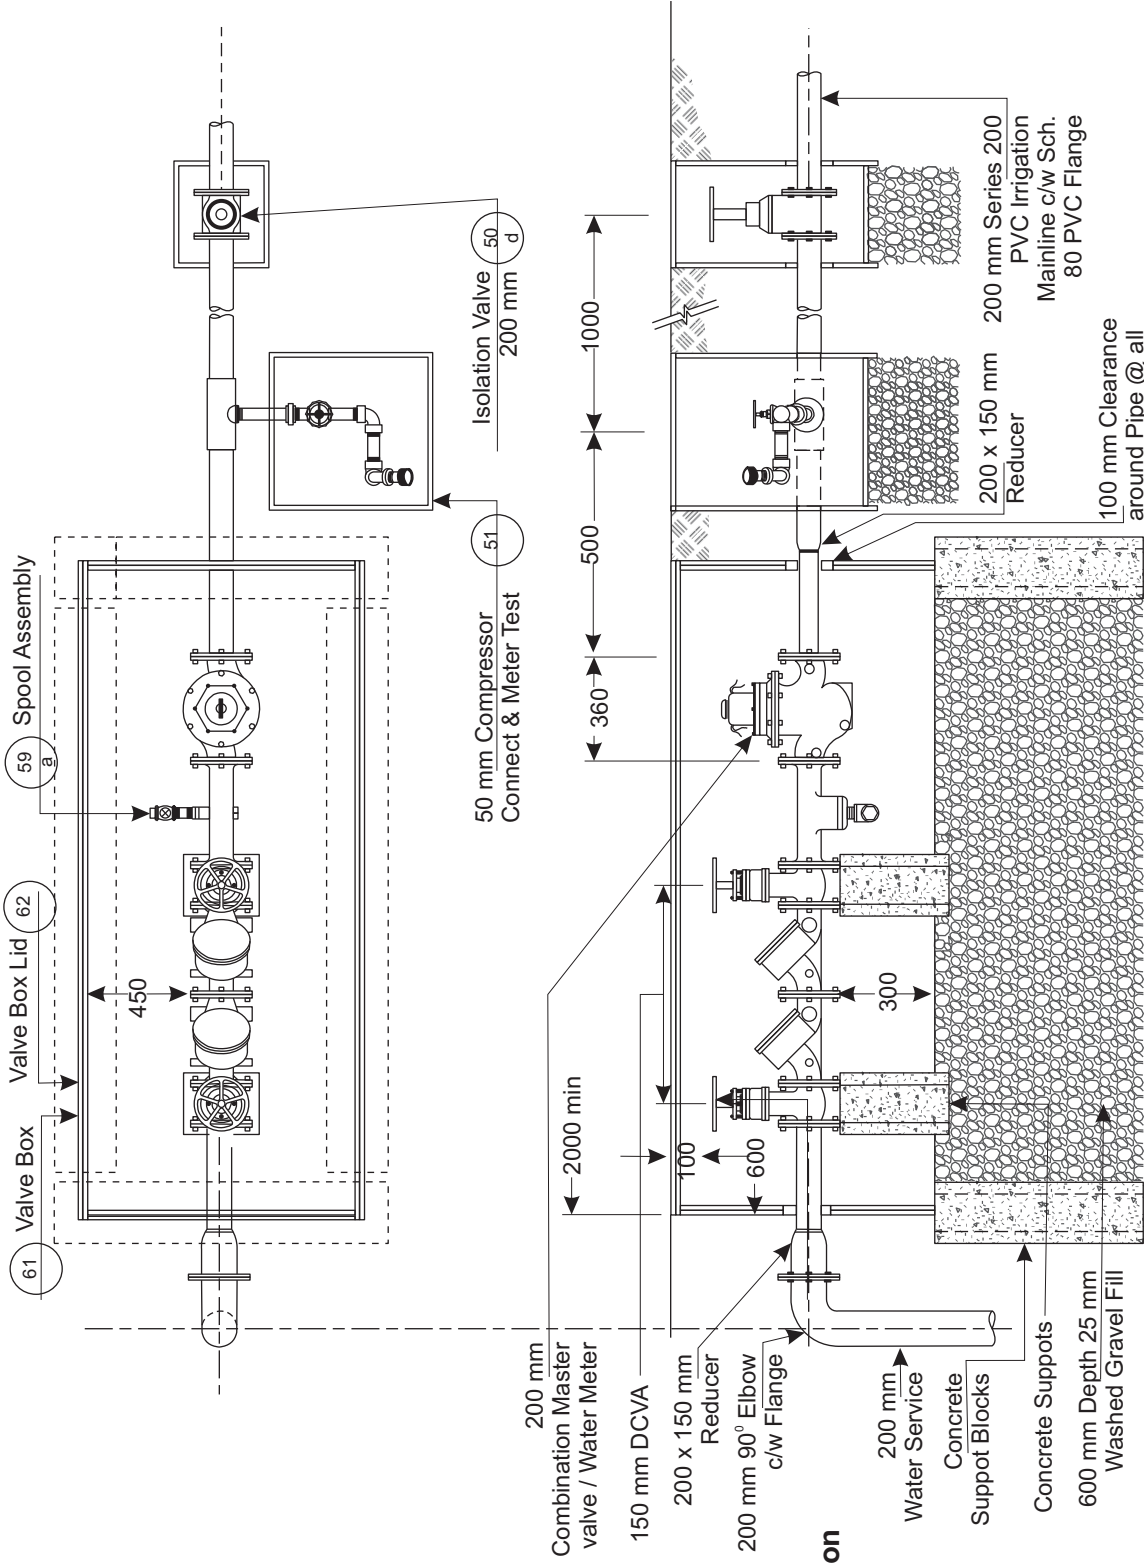 61
Valve Box
62
Valve Box Lid
59
a
Spool Assembly
450
51
50 mm Compressor
Connect & Meter Test
50
d
Isolation Valve
200 mm
200 mm
Combination Master
valve / Water Meter
150 mm DCVA
200 x 150 mm
Reducer
200 mm 90⁰ Elbow
c/w Flange
on
200 mm
Water Service
Concrete
Suppot Blocks
Concrete Suppots
600 mm Depth 25 mm
Washed Gravel Fill
2000 min
100
600
300
360
500
1000
200 x 150 mm
Reducer
100 mm Clearance
around Pipe @ all
200 mm Series 200
PVC Irrigation
Mainline c/w Sch.
80 PVC Flange